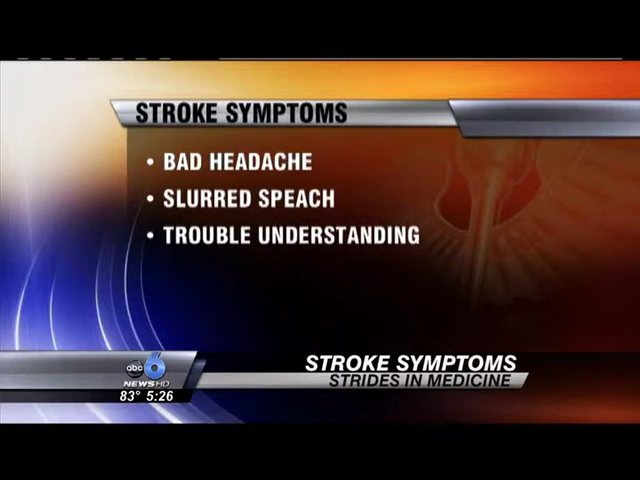 STROKE SYMPTOMS
• BAD HEADACHE
• SLURRED SPEACH
• TROUBLE UNDERSTANDING
STROKE SYMPTOMS
STRIDES IN MEDICINE
abc 6
NEWS HD
83° 5:26